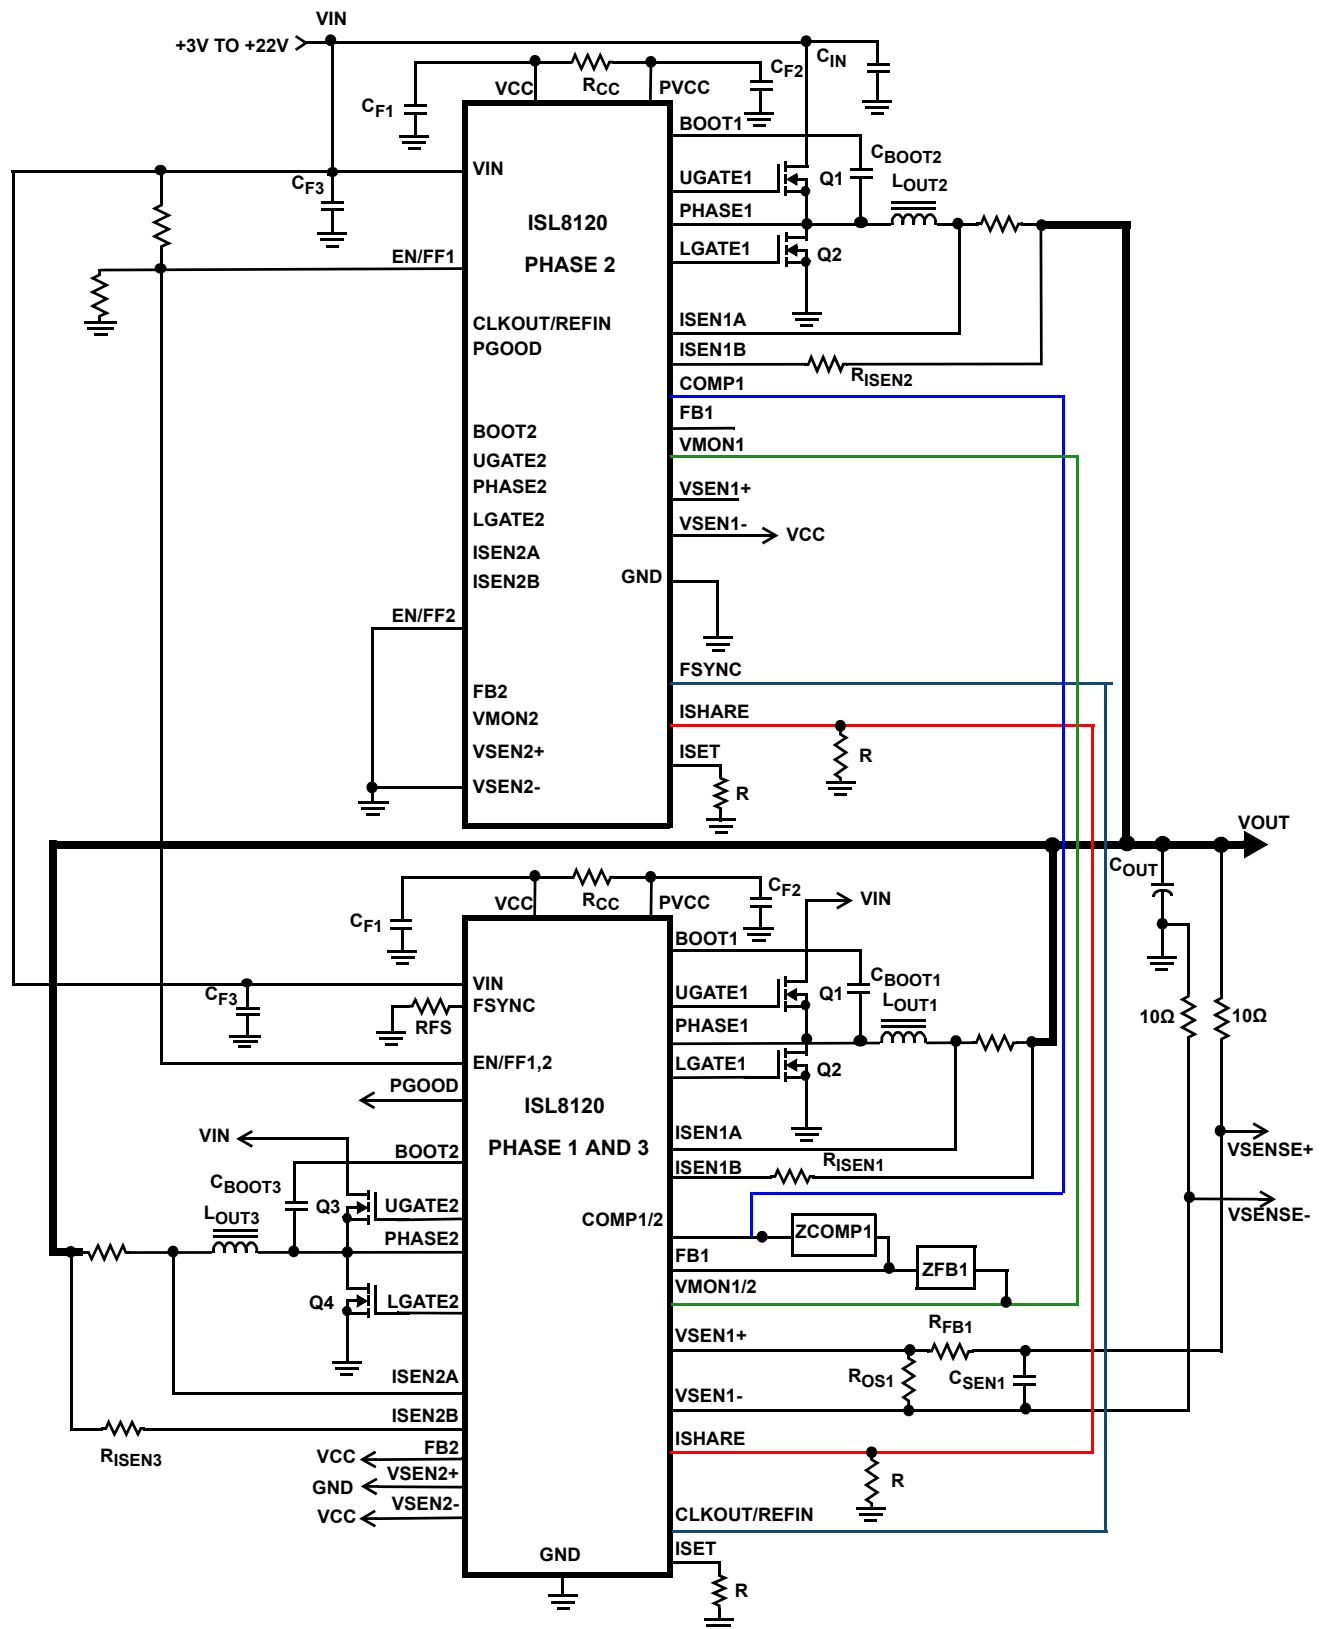 VIN
+3V TO +22V
CIN
CF2
VCC
RCC
PVCC
CF1
BOOT1
CBOOT2
LOUT2
VIN
CF3
UGATE1
Q1
PHASE1
ISL8120
PHASE 2
LGATE1
Q2
EN/FF1
CLKOUT/REFIN
PGOOD
ISEN1A
ISEN1B
RISEN2
COMP1
FB1
BOOT2
VMON1
UGATE2
PHASE2
VSEN1+
LGATE2
VSEN1-
VCC
ISEN2A
ISEN2B
GND
EN/FF2
FSYNC
FB2
VMON2
ISHARE
VSEN2+
ISET
R
VSEN2-
R
VOUT
COUT
VCC
RCC
PVCC
CF2
VIN
CF1
BOOT1
CBOOT1
LOUT1
VIN
CF3
UGATE1
Q1
FSYNC
RFS
PHASE1
10Ω
10Ω
EN/FF1,2
LGATE1
Q2
PGOOD
ISL8120
PHASE 1 AND 3
VIN
ISEN1A
VSENSE+
BOOT2
ISEN1B
RISEN1
CBOOT3
Q3
UGATE2
LOUT3
COMP1/2
VSENSE-
PHASE2
ZCOMP1
FB1
ZFB1
VMON1/2
Q4
LGATE2
VSEN1+
RFB1
ROS1
CSEN1
ISEN2A
VSEN1-
ISEN2B
RISEN3
ISHARE
VCC
FB2
VSEN2+
GND
R
VSEN2-
VCC
CLKOUT/REFIN
GND
ISET
R